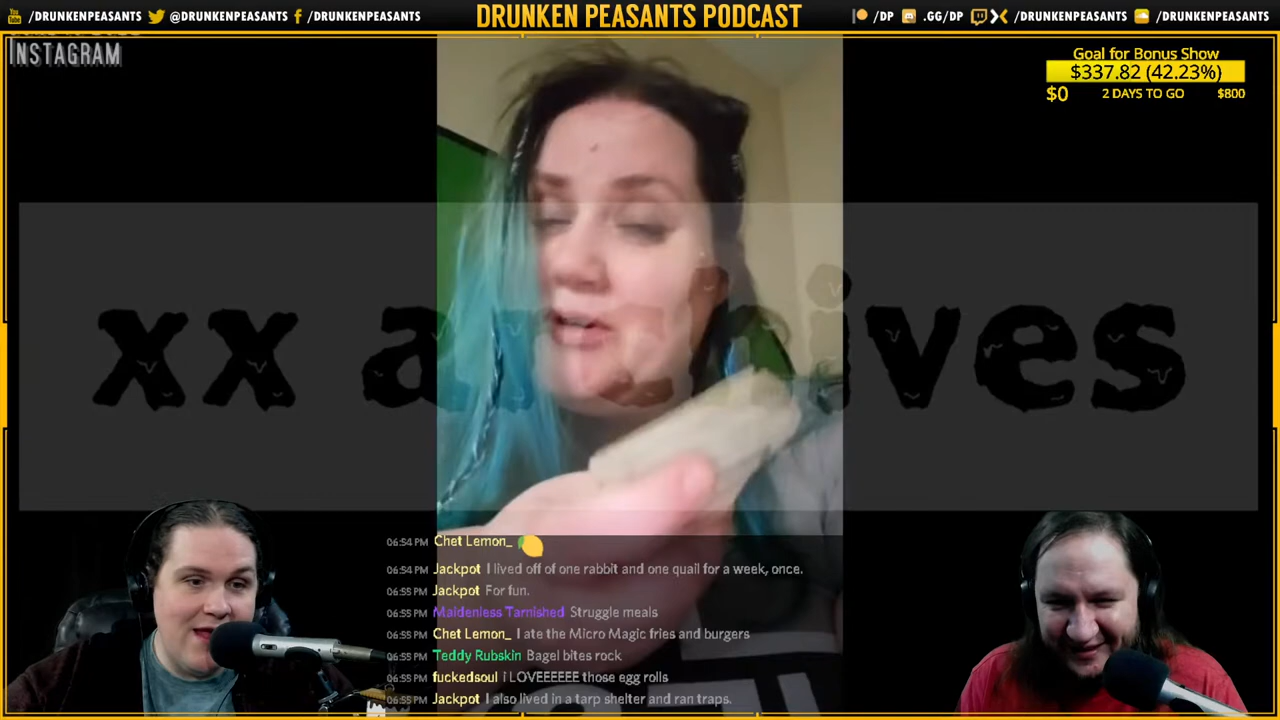 You Tube /DRUNKENPEASANTS @DRUNKENPEASANTS f /DRUNKENPEASANTS DRUNKEN PEASANTS PODCAST /DP .GG/DP /DRUNKENPEASANTS /DRUNKENPEASANTS
INSTAGRAM
Goal for Bonus Show
$337.82 (42.23%)
$0 2 DAYS TO GO $800
xx
06:54 PM Chet Lemon_
06:54 PM Jackpot I lived off of one rabbit and one quail for a week, once.
06:55 PM Jackpot For fun.
06:55 PM Maidenless Tarnished Struggle meals
06:55 PM Chet Lemon_ I ate the Micro Magic fries and burgers
06:55 PM Teddy Rubskin Bagel bites rock
06:55 PM fuckedsoul i LOVEEEEEE those egg rolls
06:55 PM Jackpot I also lived in a tarp shelter and ran traps.